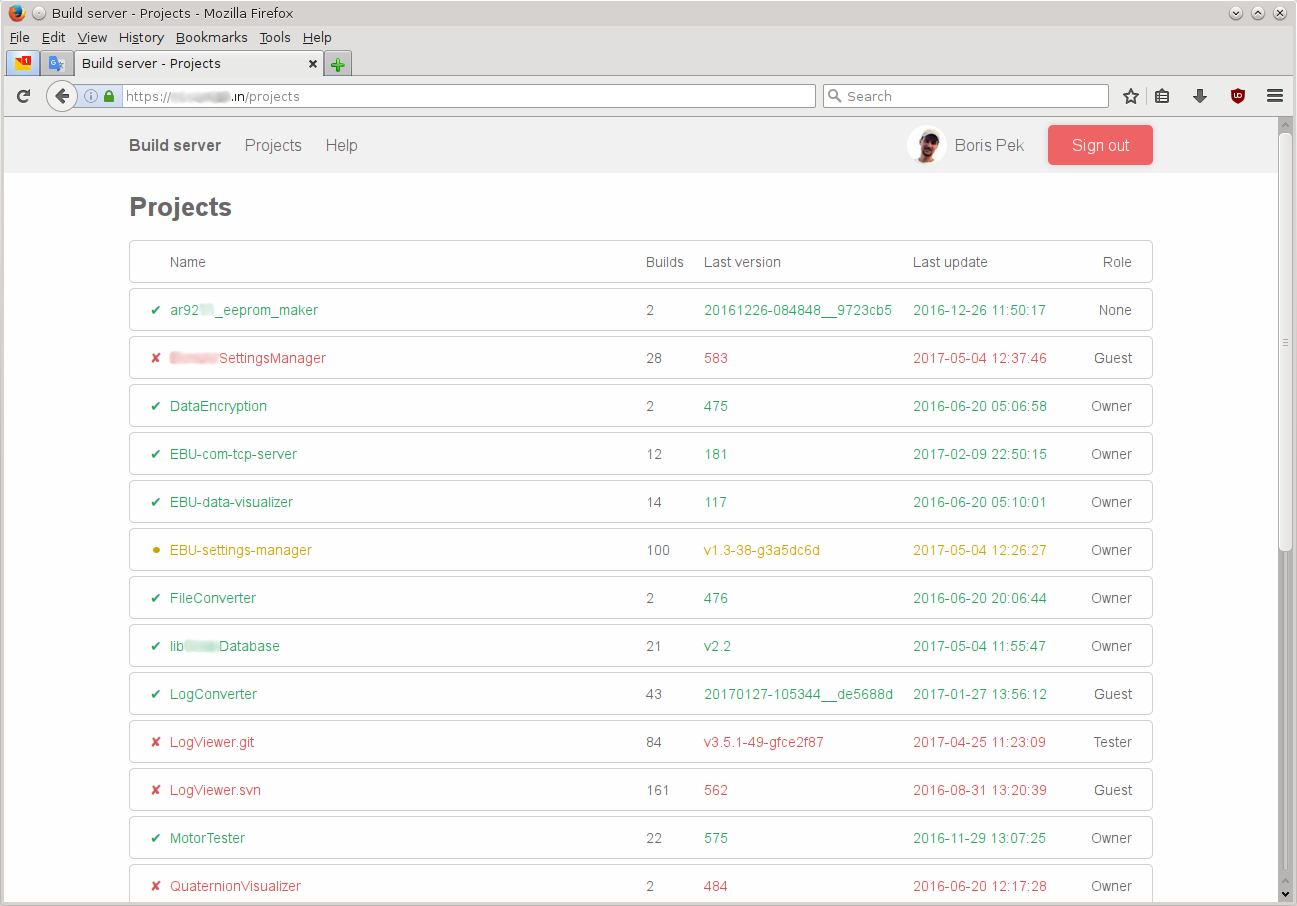 Build server - Projects - Mozilla Firefox
File Edit View History Bookmarks Tools Help
Build server - Projects
https:// .in/projects Search
Build server Projects Help Boris Pek Sign out
Projects
Name Builds Last version Last update Role
✔ ar92 _eeprom_maker 2 20161226-084848__9723cb5 2016-12-26 11:50:17 None
✘ SettingsManager 28 583 2017-05-04 12:37:46 Guest
✔ DataEncryption 2 475 2016-06-20 05:06:58 Owner
✔ EBU-com-tcp-server 12 181 2017-02-09 22:50:15 Owner
✔ EBU-data-visualizer 14 117 2016-06-20 05:10:01 Owner
● EBU-settings-manager 100 v1.3-38-g3a5dc6d 2017-05-04 12:26:27 Owner
✔ FileConverter 2 476 2016-06-20 20:06:44 Owner
✔ lib Database 21 v2.2 2017-05-04 11:55:47 Owner
✔ LogConverter 43 20170127-105344__de5688d 2017-01-27 13:56:12 Guest
✘ LogViewer.git 84 v3.5.1-49-gfce2f87 2017-04-25 11:23:09 Tester
✘ LogViewer.svn 161 562 2016-08-31 13:20:39 Guest
✔ MotorTester 22 575 2016-11-29 13:07:25 Owner
✘ QuaternionVisualizer 2 484 2016-06-20 12:17:28 Owner